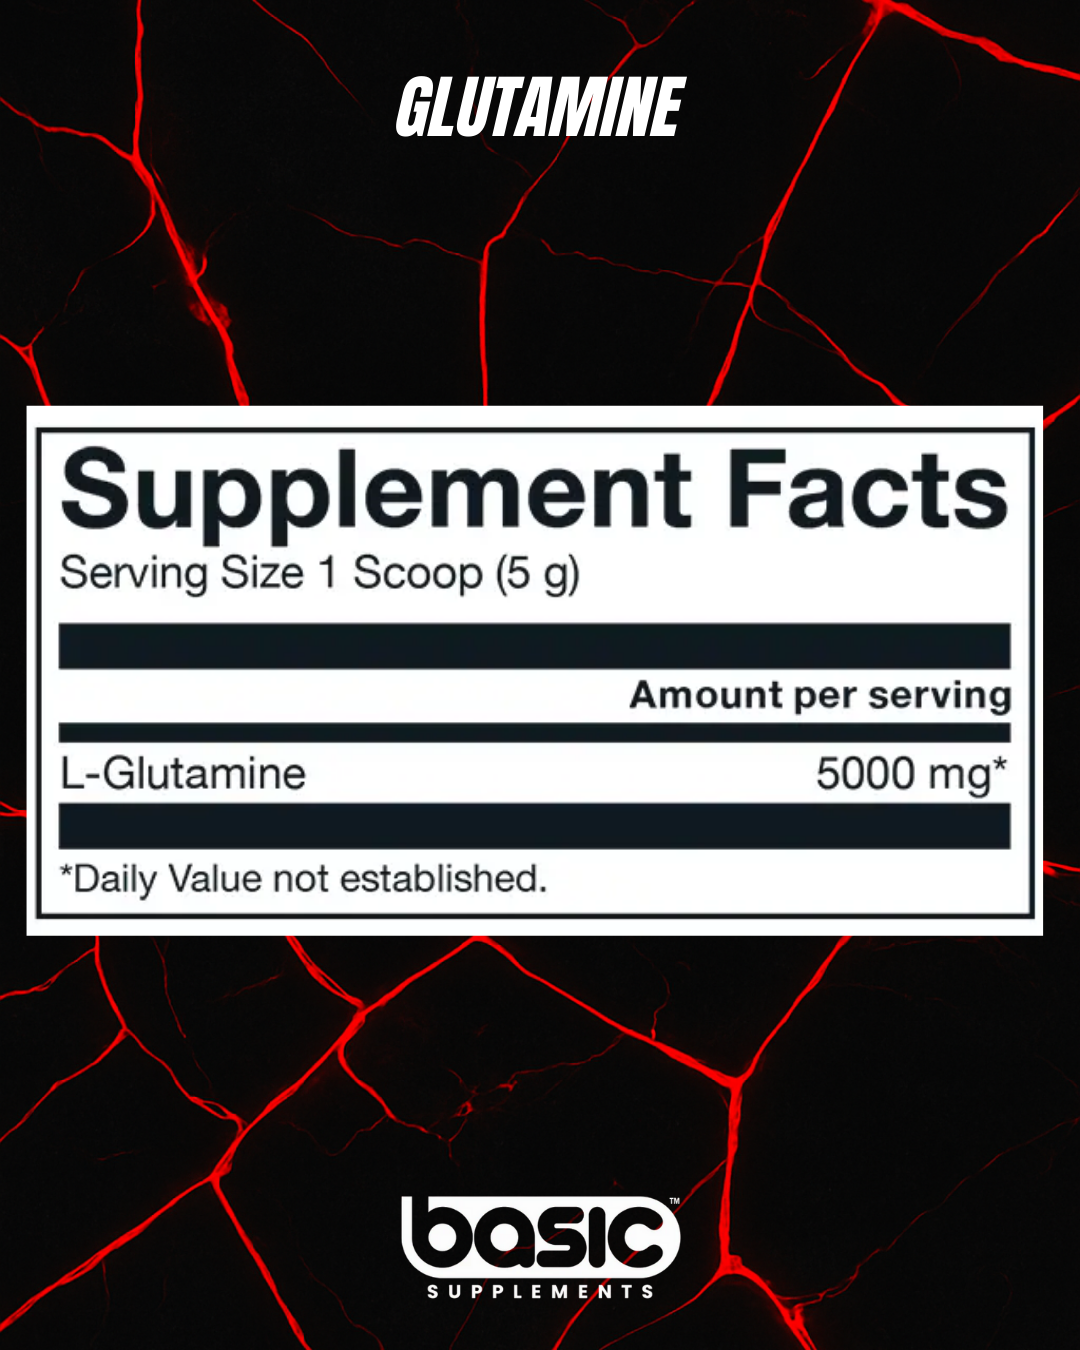 GLUTAMINE
Supplement Facts
Serving Size 1 Scoop (5 g)
Amount per serving
L-Glutamine 5000 mg*
*Daily Value not established.
basic™
SUPPLEMENTS